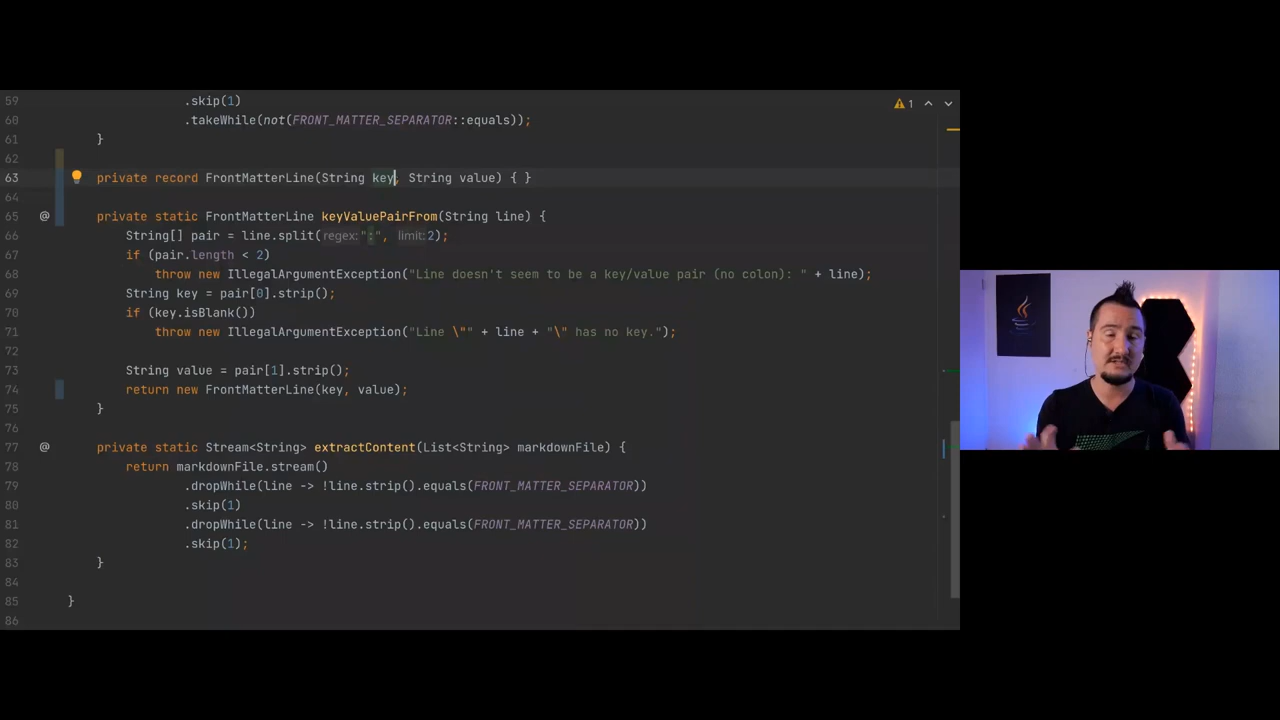 1
59 .skip(1)
60 .takeWhile(not(FRONT_MATTER_SEPARATOR::equals));
61 }
62
63 private record FrontMatterLine(String key, String value) { }
64
65 @ private static FrontMatterLine keyValuePairFrom(String line) {
66 String[] pair = line.split( regex: ":", limit: 2);
67 if (pair.length < 2)
68 throw new IllegalArgumentException("Line doesn't seem to be a key/value pair (no colon): " + line);
69 String key = pair[0].strip();
70 if (key.isBlank())
71 throw new IllegalArgumentException("Line \"" + line + "\" has no key.");
72
73 String value = pair[1].strip();
74 return new FrontMatterLine(key, value);
75 }
76
77 @ private static Stream<String> extractContent(List<String> markdownFile) {
78 return markdownFile.stream()
79 .dropWhile(line -> !line.strip().equals(FRONT_MATTER_SEPARATOR))
80 .skip(1)
81 .dropWhile(line -> !line.strip().equals(FRONT_MATTER_SEPARATOR))
82 .skip(1);
83 }
84
85 }
86